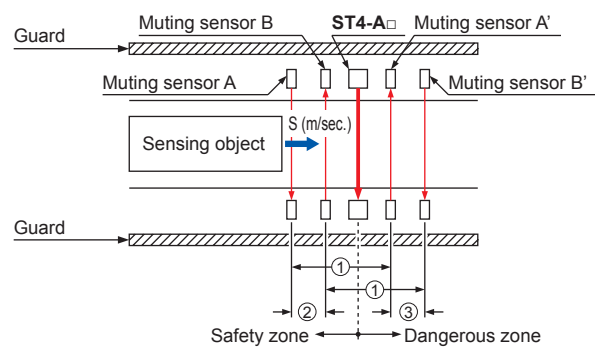 Guard
Muting sensor B
ST4-A□
Muting sensor A’
Muting sensor A
Muting sensor B’
S (m/sec.)
Sensing object
Guard
①
①
②
③
Safety zone
Dangerous zone